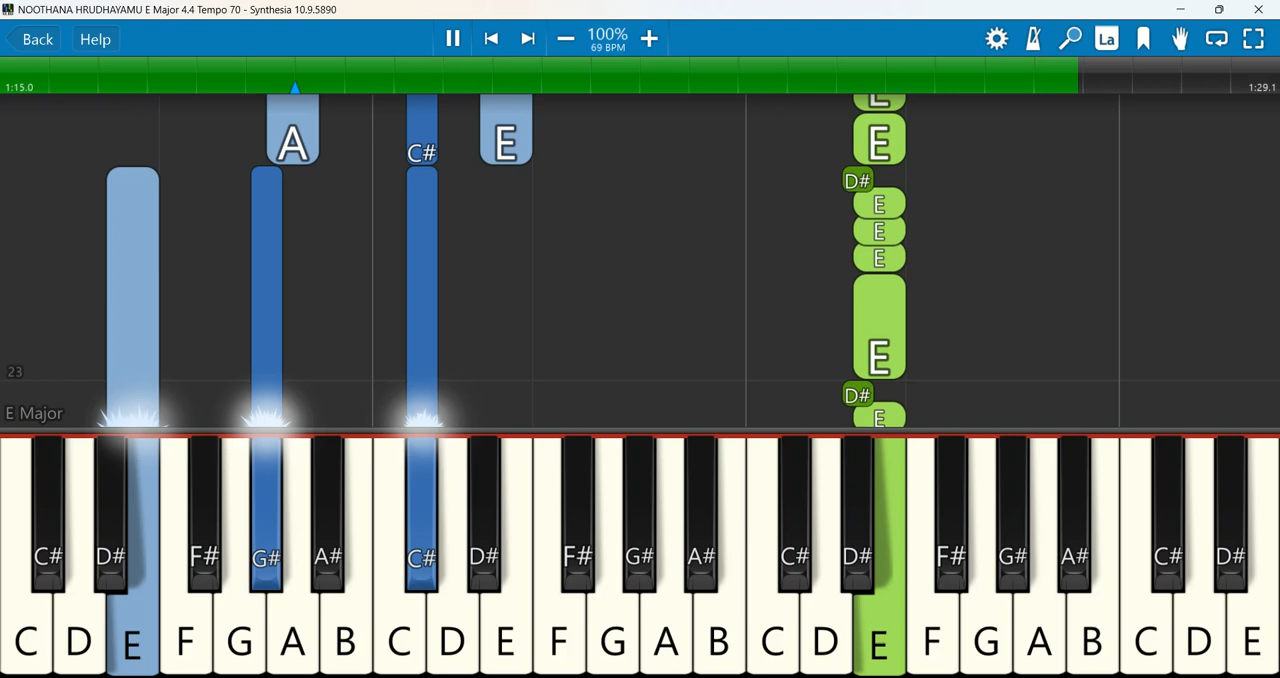 NOOTHANA HRUDHAYAMU E Major 4.4 Tempo 70 - Synthesia 10.9.5890
Back Help 100% La
69 BPM
1:15.0 1:29.1
A C# E E
D#
E
E
E
E
23
D#
E Major E
C# D# F# G# A# C# D# F# G# A# C# D# F# G# A# C# D#
C D E F G A B C D E F G A B C D E F G A B C D E